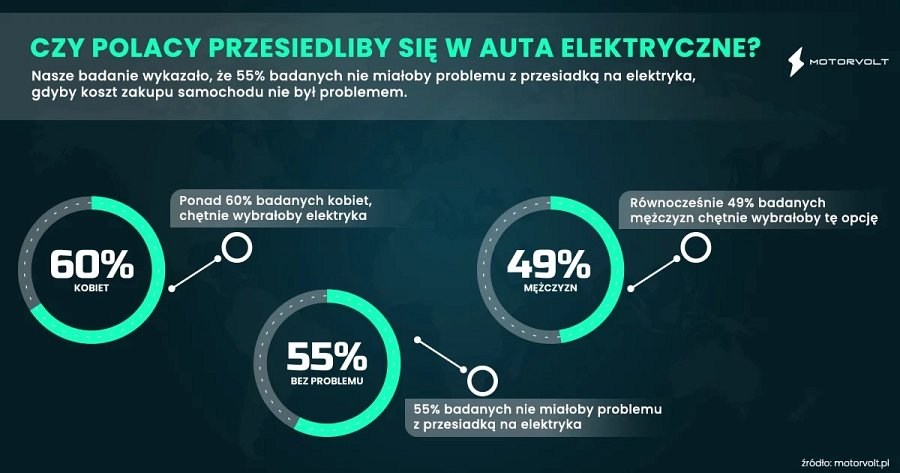 CZY POLACY PRZESIEDLIBY SIĘ W AUTA ELEKTRYCZNE?
Nasze badanie wykazało, że 55% badanych nie miałoby problemu z przesiadką na elektryka,
gdyby koszt zakupu samochodu nie był problemem.
MOTORVOLT
Ponad 60% badanych kobiet,
chętnie wybrałoby elektryka
60%
KOBIET
Równocześnie 49% badanych
mężczyzn chętnie wybrałoby tę opcję
49%
MĘŻCZYZN
55%
BEZ PROBLEMU
55% badanych nie miałoby problemu
z przesiadką na elektryka
źródło: motorvolt.pl